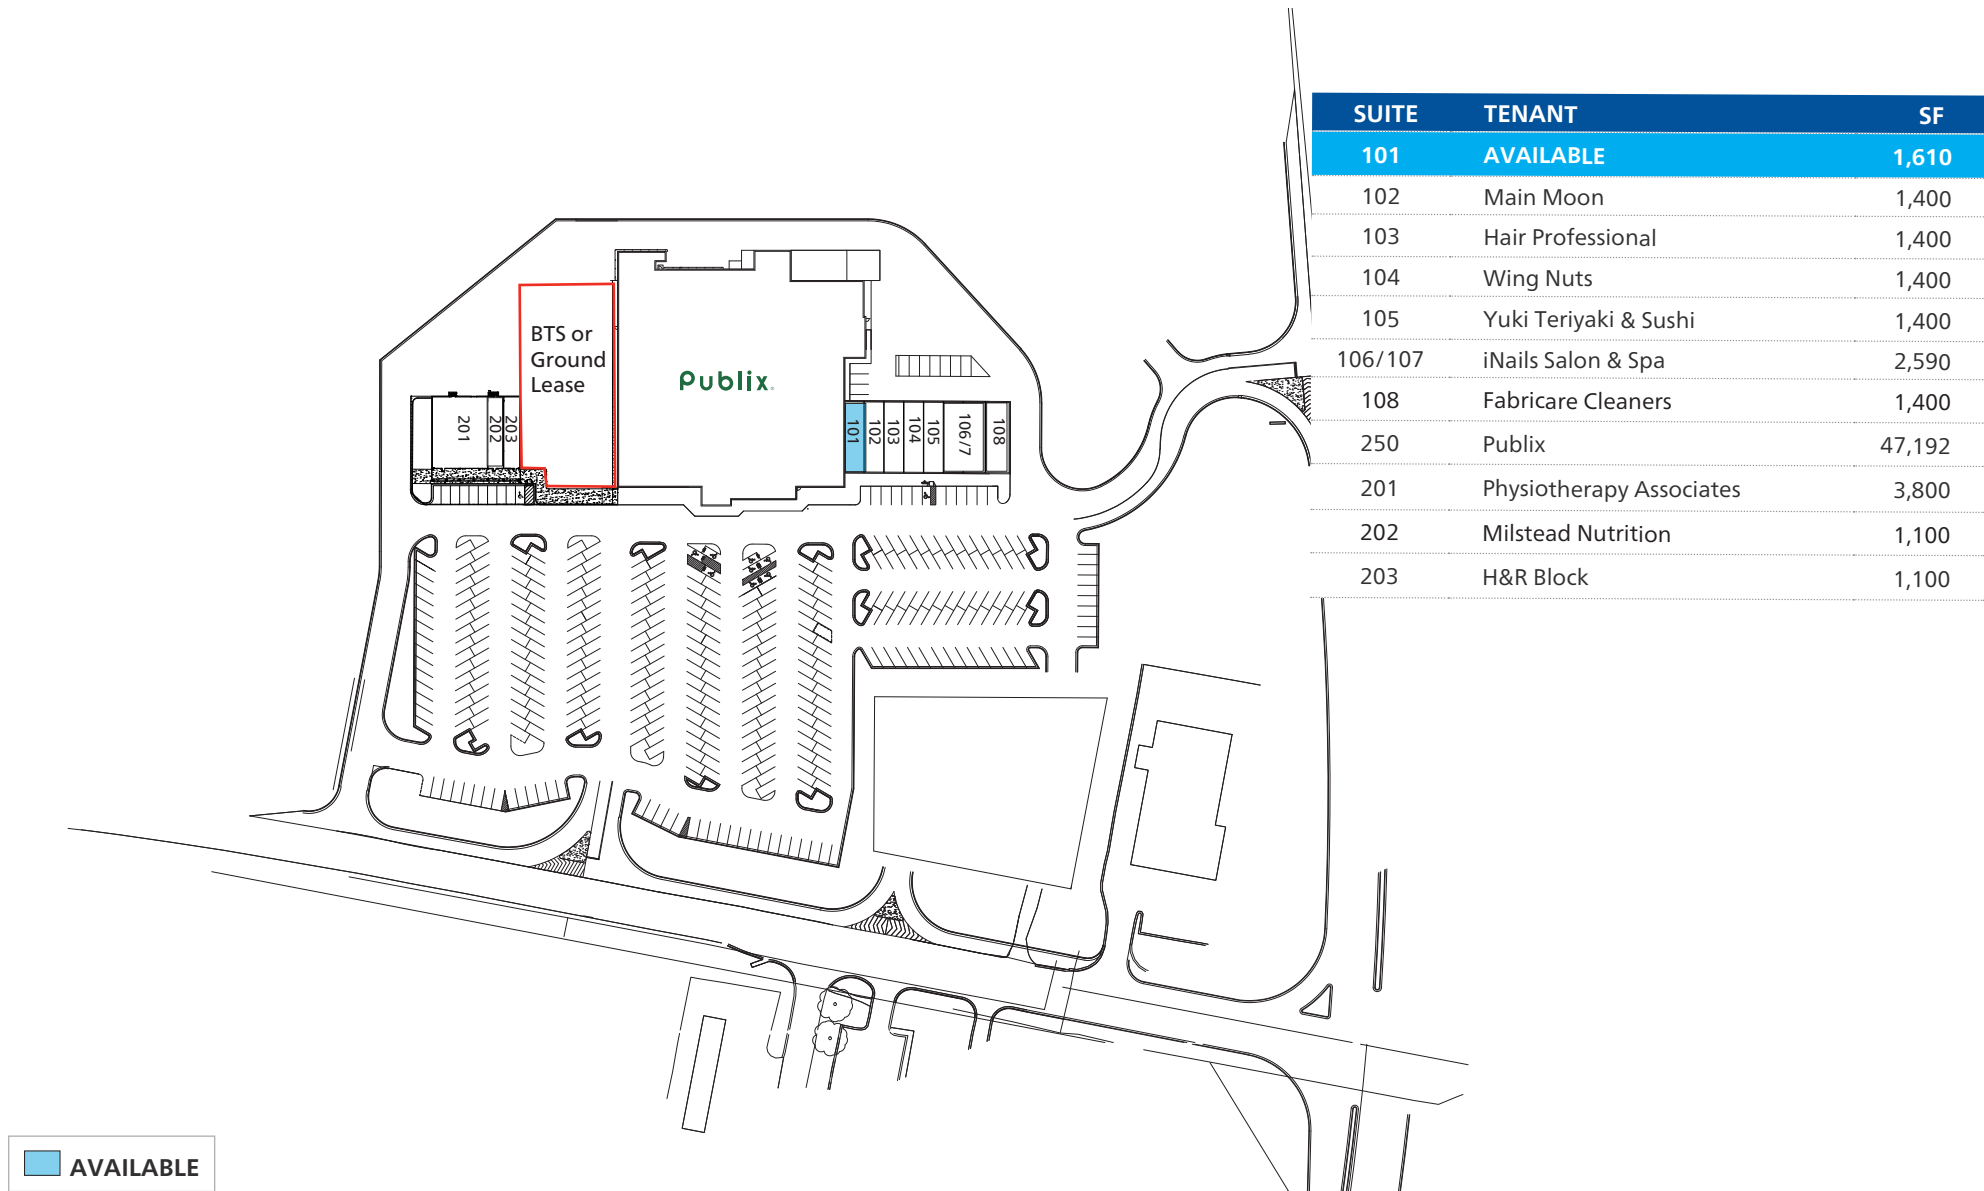 SUITE TENANT SF
101 AVAILABLE 1,610
102 Main Moon 1,400
103 Hair Professional 1,400
104 Wing Nuts 1,400
105 Yuki Teriyaki & Sushi 1,400
106/107 iNails Salon & Spa 2,590
108 Fabricare Cleaners 1,400
250 Publix 47,192
201 Physiotherapy Associates 3,800
202 Milstead Nutrition 1,100
203 H&R Block 1,100
BTS or
Ground
Lease
Publix
201
202
203
101
102
103
104
105
106/7
108
AVAILABLE